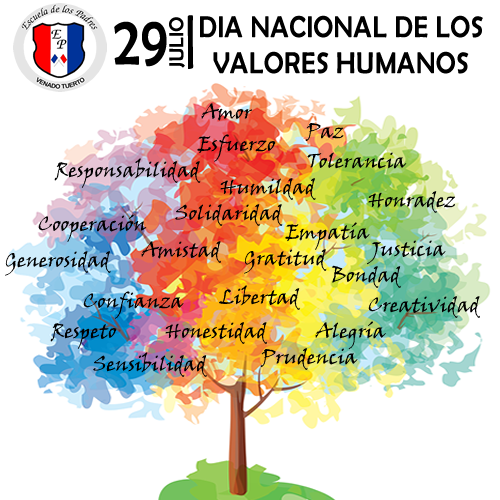 Escuela de los Padres
EP
VENADO TUERTO
29
JULIO
DIA NACIONAL DE LOS
VALORES HUMANOS
Amor
Paz
Esfuerzo
Tolerancia
Responsabilidad
Humildad
Honradez
Solidaridad
Cooperación
Empatía
Amistad
Justicia
Generosidad
Gratitud
Bondad
Confianza
Libertad
Creatividad
Respeto
Honestidad
Alegría
Prudencia
Sensibilidad